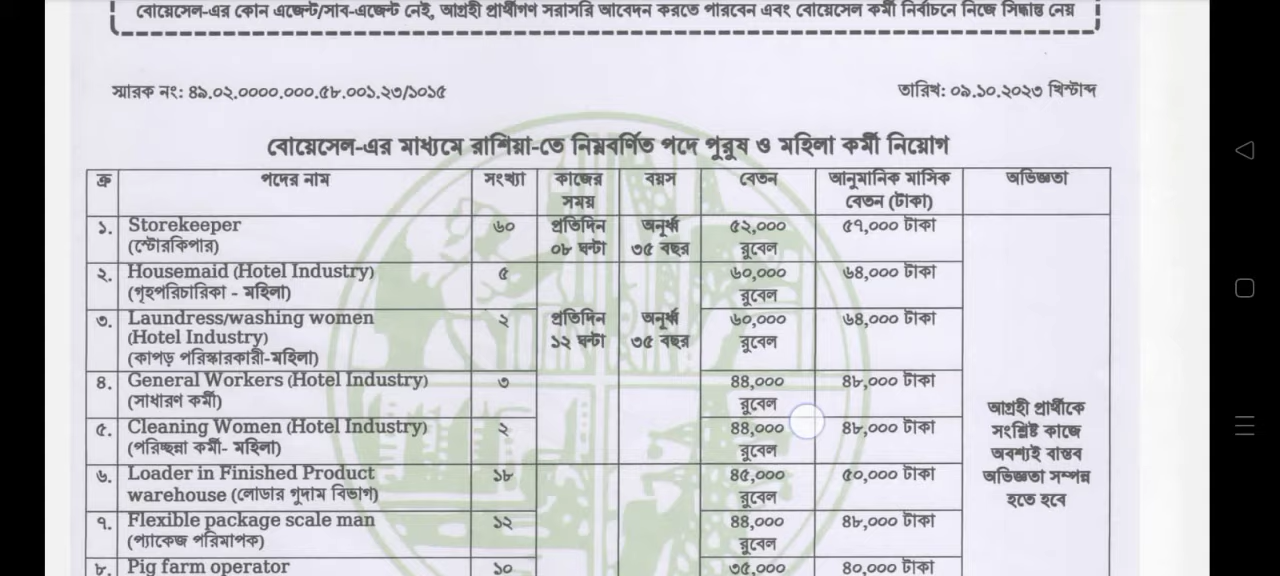 বোয়েসেল-এর কোন এজেন্ট/সাব-এজেন্ট নেই, আগ্রহী প্রার্থীগণ সরাসরি আবেদন করতে পারবেন এবং বোয়েসেল কর্মী নির্বাচনে নিজে সিদ্ধান্ত নেয়
স্মারক নং: ৪৯.০২.০০০০.০০০.৫৮.০০১.২৩/১০১৫
তারিখ: ০৯.১০.২০২৩ খিস্টাব্দ
বোয়েসেল-এর মাধ্যমে রাশিয়া-তে নিম্নবর্ণিত পদে পুরুষ ও মহিলা কর্মী নিয়োগ
ক্র পদের নাম সংখ্যা কাজের বয়স বেতন আনুমানিক মাসিক অভিজ্ঞতা
সময় বেতন (টাকা)
১. Storekeeper ৬০ প্রতিদিন অনূর্ধ্ব ৫২,০০০ ৫৭,০০০ টাকা
(স্টোরকিপার) ০৮ ঘন্টা ৩৫ বছর রুবেল
২. Housemaid (Hotel Industry) ৫ ৬০,০০০ ৬৪,০০০ টাকা
(গৃহপরিচারিকা - মহিলা) রুবেল
৩. Laundress/washing women ২ প্রতিদিন অনূর্ধ্ব ৬০,০০০ ৬৪,০০০ টাকা
(Hotel Industry) ১২ ঘন্টা ৩৫ বছর রুবেল
(কাপড় পরিস্কারকারী-মহিলা)
৪. General Workers (Hotel Industry) ৩ ৪৪,০০০ ৪৮,০০০ টাকা
(সাধারণ কর্মী) রুবেল
৫. Cleaning Women (Hotel Industry) ২ ৪৪,০০০ ৪৮,০০০ টাকা
(পরিচ্ছন্না কর্মী- মহিলা) রুবেল
৬. Loader in Finished Product ১৮ ৪৫,০০০ ৫০,০০০ টাকা
warehouse (লোডার গুদাম বিভাগ) রুবেল
৭. Flexible package scale man ১২ ৪৪,০০০ ৪৮,০০০ টাকা
(প্যাকেজ পরিমাপক) রুবেল
৮. Pig farm operator ১০ ৩৫,০০০ ৪০,০০০ টাকা
আগ্রহী প্রার্থীকে
সংশ্লিষ্ট কাজে
অবশ্যই বাস্তব
অভিজ্ঞতা সম্পন্ন
হতে হবে